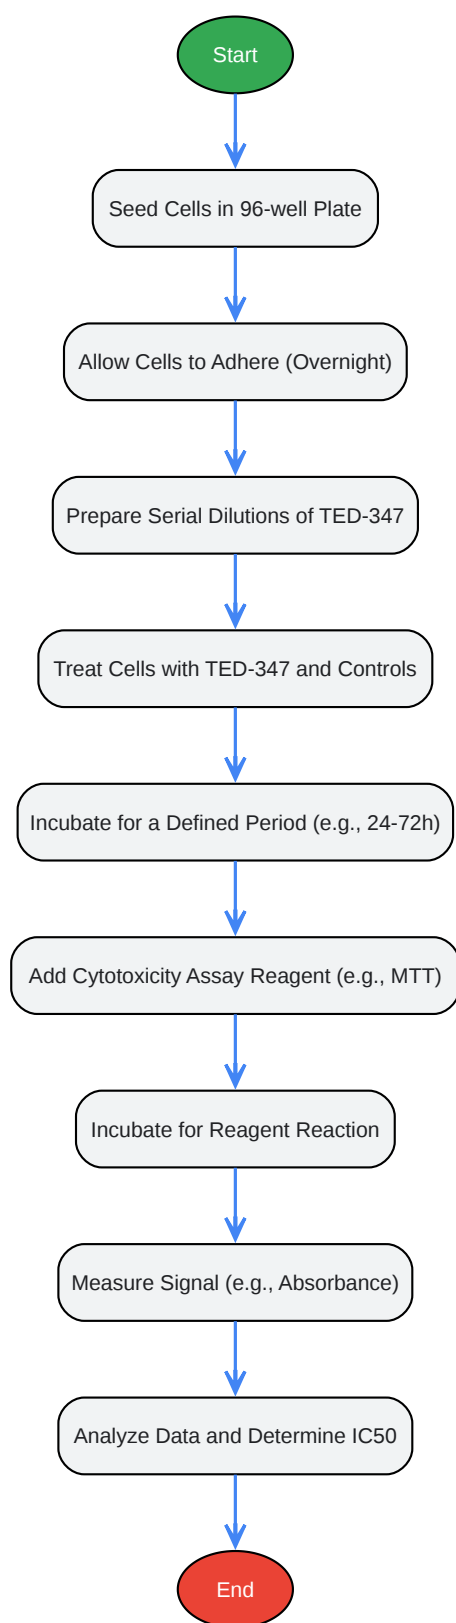 Start
Seed Cells in 96-well Plate
Allow Cells to Adhere (Overnight)
Prepare Serial Dilutions of TED-347
Treat Cells with TED-347 and Controls
Incubate for a Defined Period (e.g., 24-72h)
Add Cytotoxicity Assay Reagent (e.g., MTT)
Incubate for Reagent Reaction
Measure Signal (e.g., Absorbance)
Analyze Data and Determine IC50
End